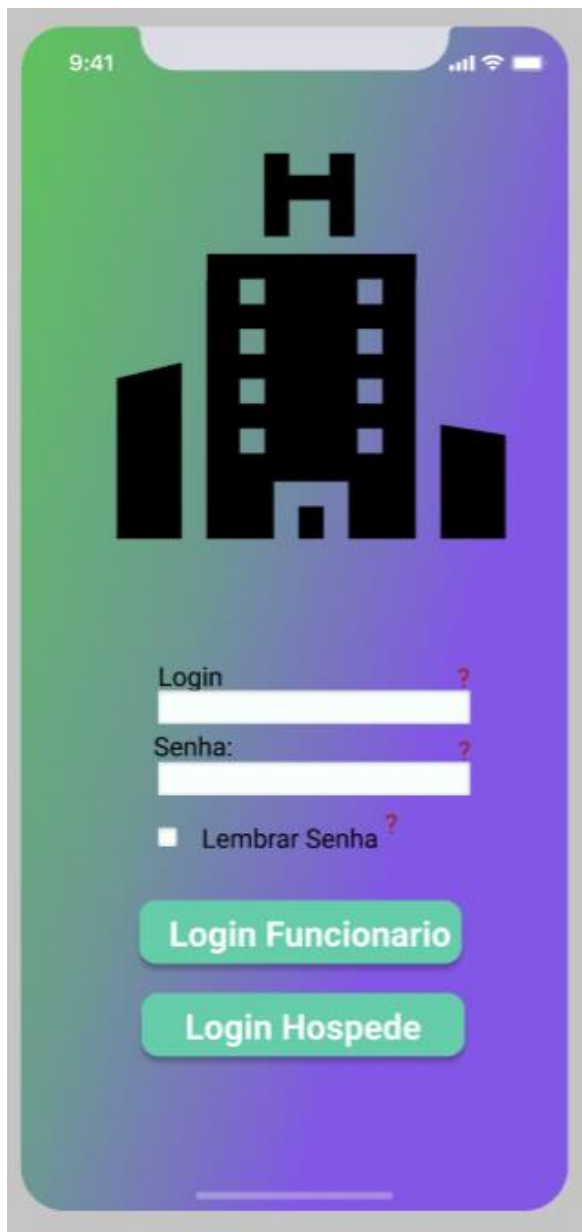 9:41
H
Login ?
Senha: ?
Lembrar Senha ?
Login Funcionario
Login Hospede